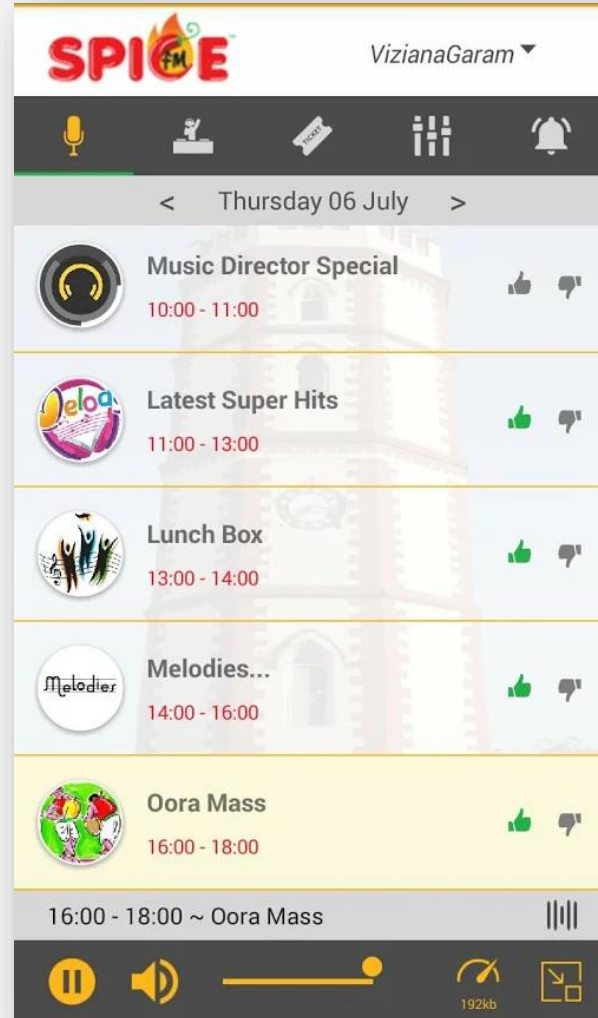 SPICE FM
VizianaGaram
TICKET
< Thursday 06 July >
Music Director Special
10:00 - 11:00
Jeloa
Latest Super Hits
11:00 - 13:00
Lunch Box
13:00 - 14:00
Melodies
Melodies...
14:00 - 16:00
Oora Mass
16:00 - 18:00
16:00 - 18:00 ~ Oora Mass
192kb